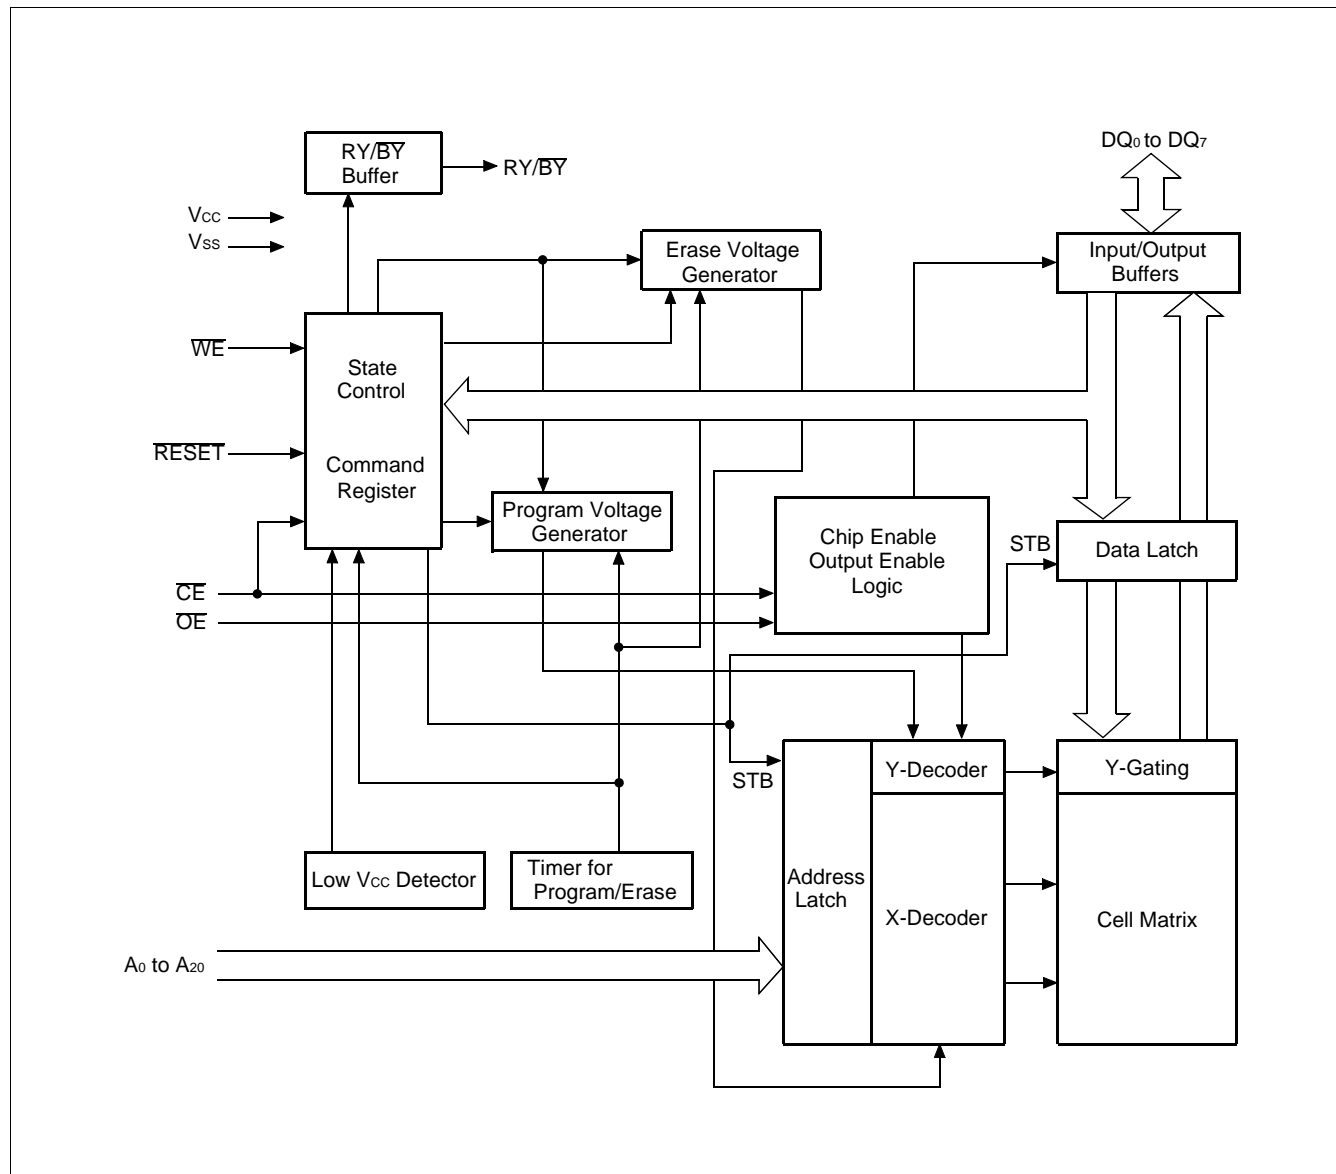 RY/BY
Buffer
RY/BY
DQ0 to DQ7
VCC
VSS
Erase Voltage
Generator
Input/Output
Buffers
WE
State
Control
RESET
Command
Register
Program Voltage
Generator
Chip Enable
Output Enable
Logic
STB
Data Latch
CE
OE
STB
Y-Decoder
Y-Gating
Low VCC Detector
Timer for
Program/Erase
Address
Latch
X-Decoder
Cell Matrix
A0 to A20